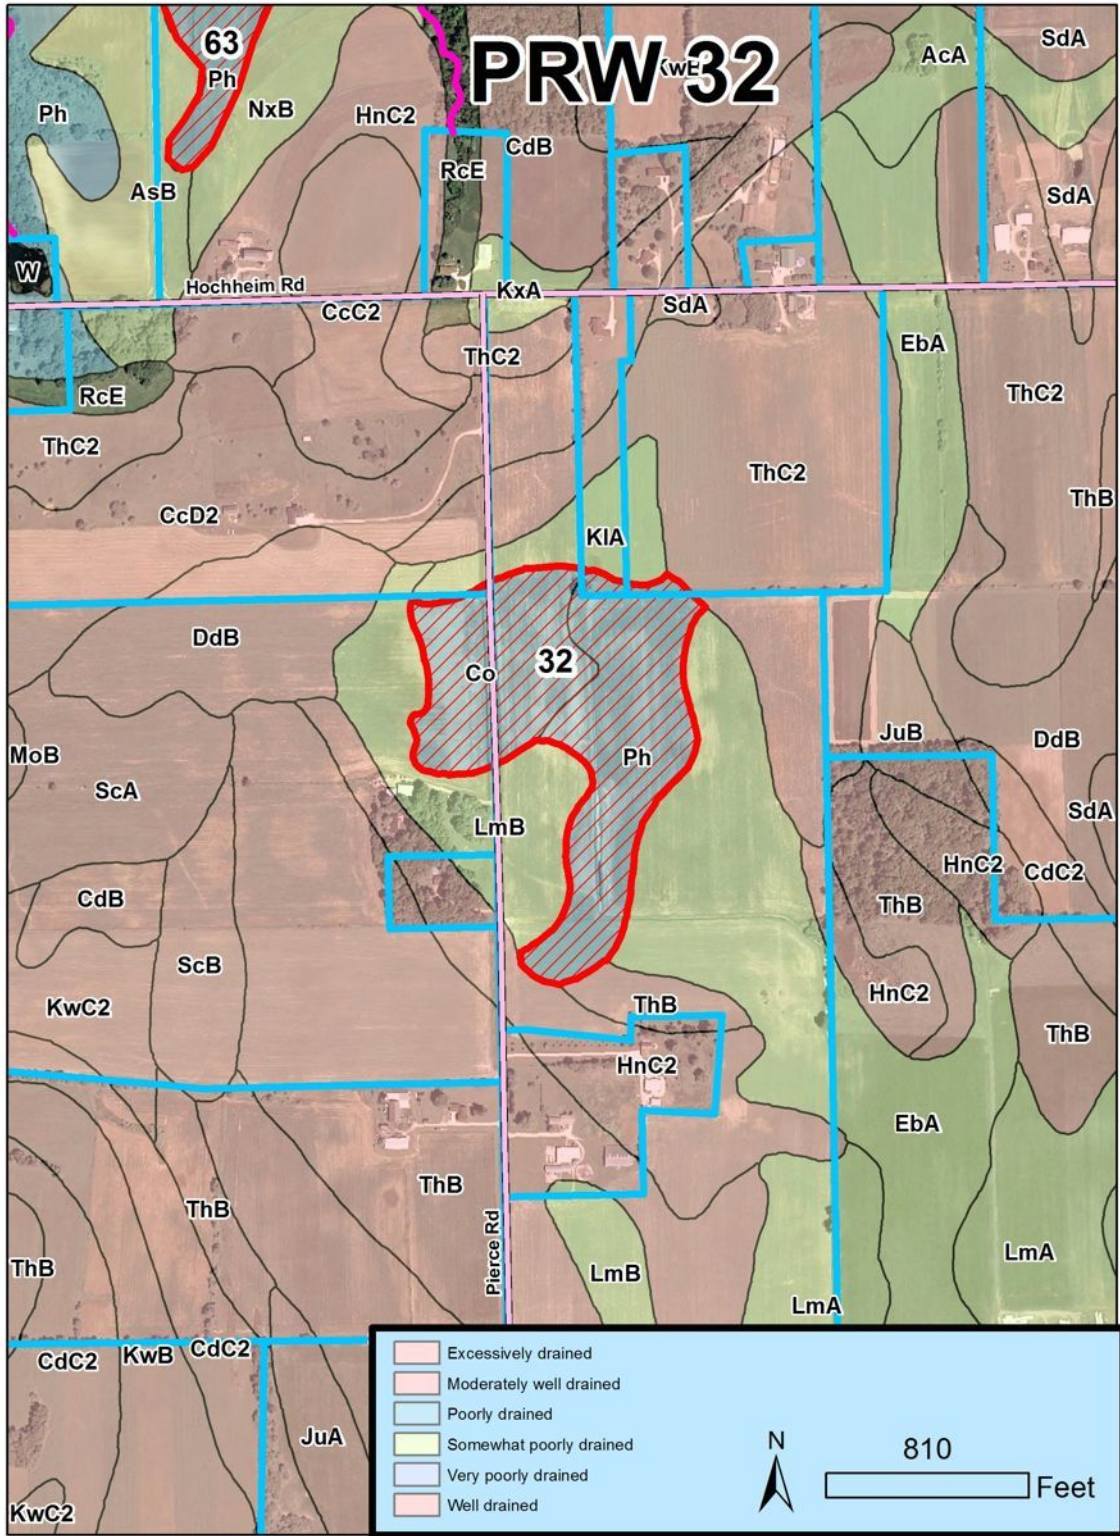 63
PRW 32
KwB
AcA
SdA
Ph
Ph
NxB
HnC2
CdB
RcE
AsB
SdA
W
Hochheim Rd
KxA
SdA
CcC2
ThC2
EbA
RcE
ThC2
ThC2
ThC2
ThB
CcD2
KlA
DdB
32
Co
Ph
JuB
DdB
MoB
ScA
SdA
LmB
HnC2
CdC2
CdB
ThB
ScB
HnC2
KwC2
ThB
ThB
HnC2
EbA
ThB
ThB
Pierce Rd
ThB
LmB
LmA
LmA
CdC2
KwB
CdC2
JuA
KwC2
Excessively drained
Moderately well drained
Poorly drained
Somewhat poorly drained
Very poorly drained
Well drained
N
810
Feet